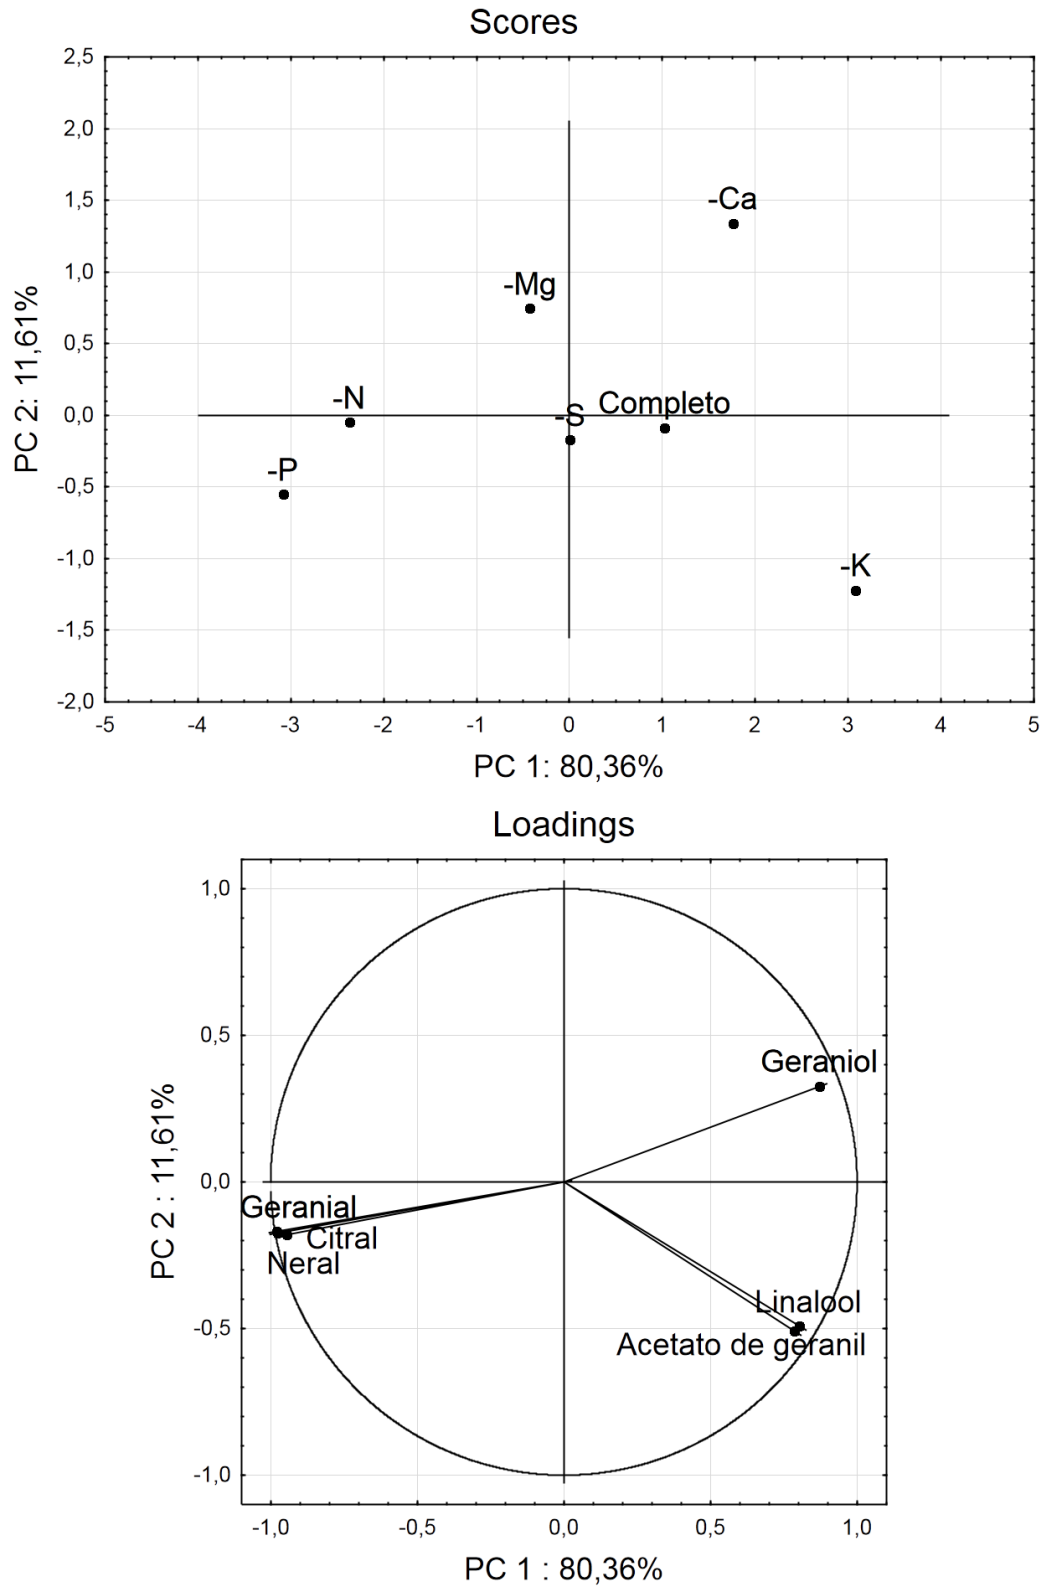 Scores
2,5
2,0
1,5
1,0
0,5
0,0
-0,5
-1,0
-1,5
-2,0
PC 2: 11,61%
-Ca
-Mg
-N
-S
Completo
-P
-K
-5 -4 -3 -2 -1 0 1 2 3 4 5
PC 1: 80,36%
Loadings
1,0
0,5
0,0
-0,5
-1,0
PC 2 : 11,61%
Geraniol
Geranial
Citral
Neral
Linalool
Acetato de geranil
-1,0 -0,5 0,0 0,5 1,0
PC 1 : 80,36%